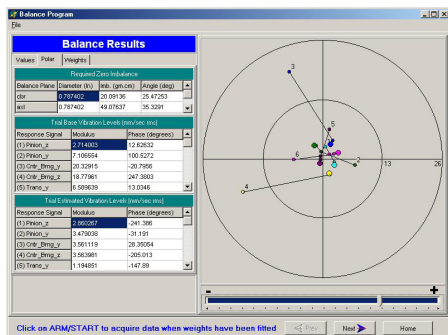 Balance Program
File
Balance Results
Values Polar Weights
Required Zero Imbalance
Balance Plane Diameter (in) Imb. (gm.cm) Angle (deg)
cbr 0.787402 20.09136 25.47253
axl 0.787402 49.07637 35.3291
Trial Base Vibration Levels (mm/sec rms)
Response Signal Modulus Phase (degrees)
(1) Pinion_z 2.714003 12.62632
(2) Pinion_y 7.106554 100.5272
(3) Cntr_Brng_y 20.32915 -20.7956
(4) Cntr_Brng_z 18.77961 247.3803
(5) Trans_y 6.589639 13.0346
Trial Estimated Vibration Levels (mm/sec rms)
Response Signal Modulus Phase (degrees)
(1) Pinion_z 2.860267 -241.386
(2) Pinion_y 3.479038 -31.191
(3) Cntr_Brng_y 3.561119 28.35054
(4) Cntr_Brng_z 3.563981 -205.013
(5) Trans_y 1.194851 -147.89
3
5
6
2
13
26
4
- +
Click on ARM/START to acquire data when weights have been fitted
Prev
Next
Home